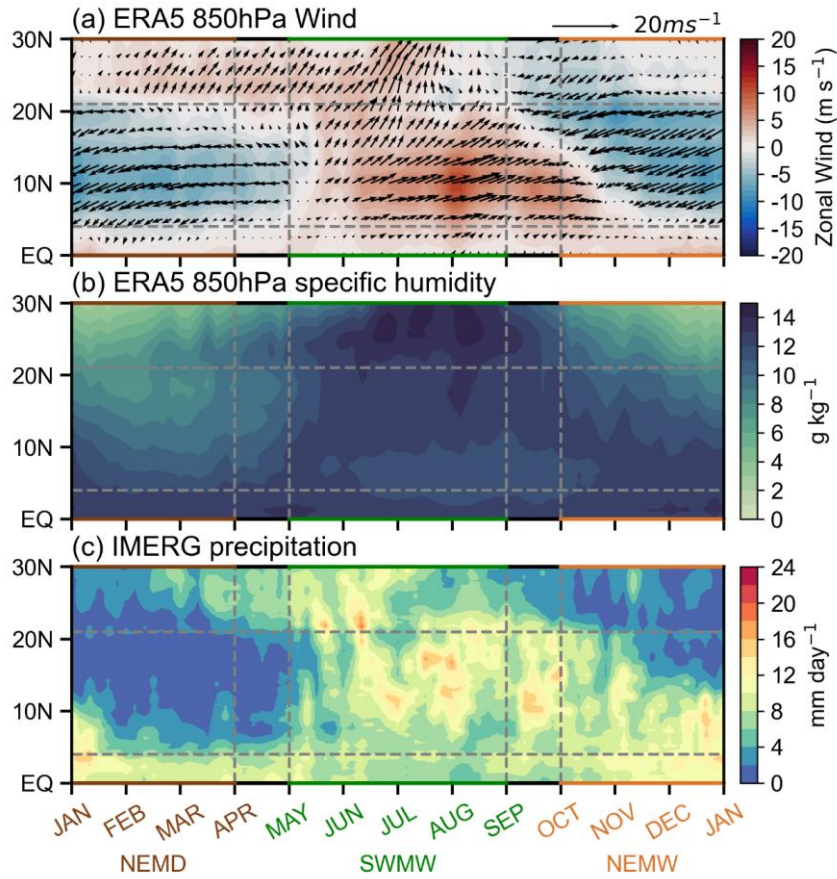 (a) ERA5 850hPa Wind
20ms⁻¹
30N
20N
10N
EQ
20
15
10
5
0
-5
-10
-15
-20
Zonal Wind (m s⁻¹)
(b) ERA5 850hPa specific humidity
30N
20N
10N
EQ
14
12
10
8
6
4
2
0
g kg⁻¹
(c) IMERG precipitation
30N
20N
10N
EQ
24
20
16
12
8
4
0
mm day⁻¹
JAN FEB MAR APR MAY JUN JUL AUG SEP OCT NOV DEC JAN
NEMD SWMW NEMW